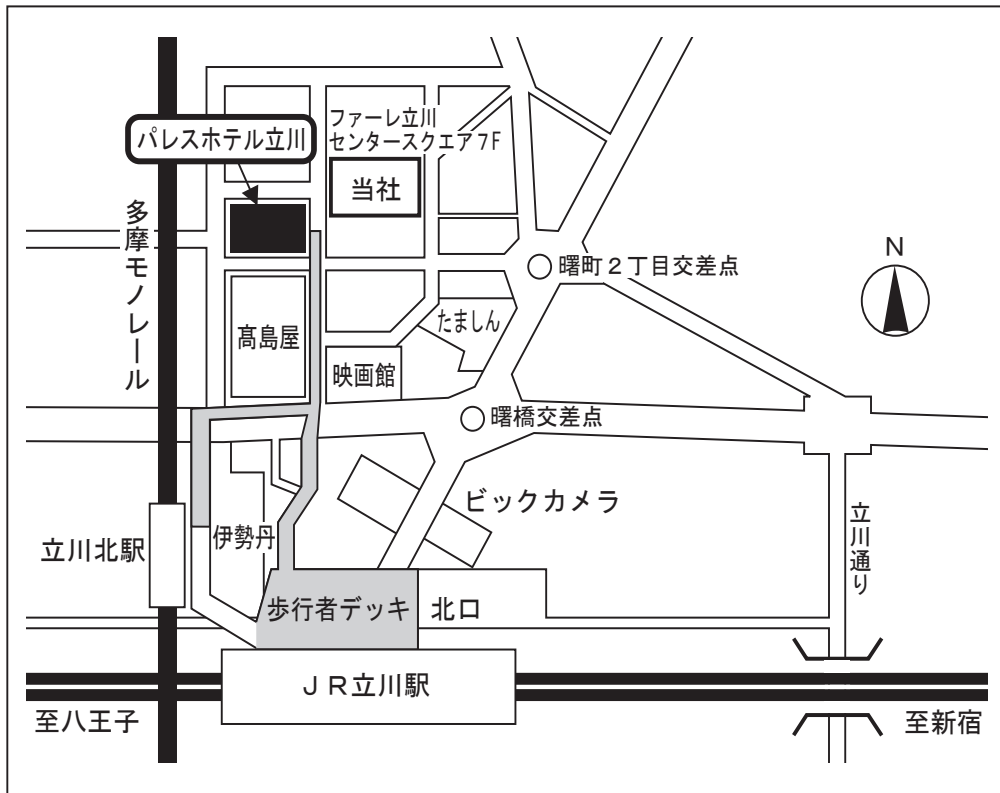 ファーレ立川
センタースクエア7F
パレスホテル立川
当社
多摩モノレール
N
曙町2丁目交差点
たましん
髙島屋
映画館
曙橋交差点
ビックカメラ
伊勢丹
立川北駅
立川通り
歩行者デッキ
北口
JR立川駅
至八王子
至新宿